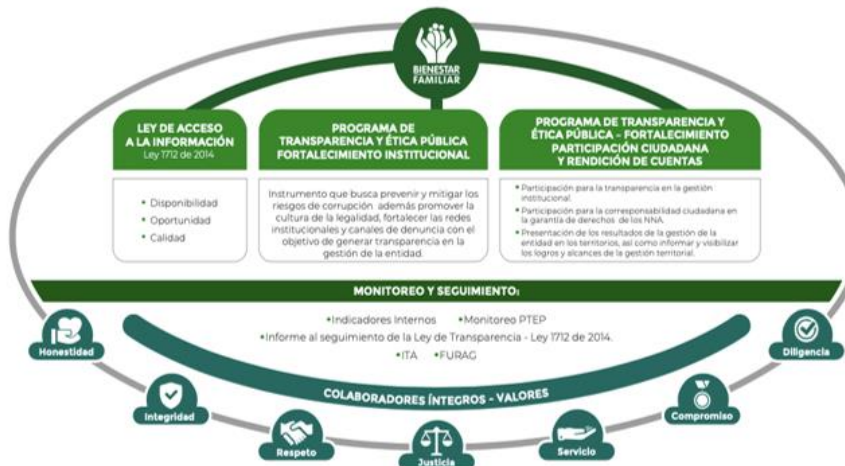 BIENESTAR
FAMILIAR
LEY DE ACCESO
A LA INFORMACIÓN
Ley 1712 de 2014
• Disponibilidad
• Oportunidad
• Calidad
PROGRAMA DE
TRANSPARENCIA Y ÉTICA PÚBLICA
FORTALECIMIENTO INSTITUCIONAL
Instrumento que busca prevenir y mitigar los
riesgos de corrupción además promover la
cultura de la legalidad, fortalecer las redes
institucionales y canales de denuncia con el
objetivo de generar transparencia en la
gestión de la entidad.
PROGRAMA DE TRANSPARENCIA Y
ÉTICA PÚBLICA - FORTALECIMIENTO
PARTICIPACIÓN CIUDADANA
Y RENDICIÓN DE CUENTAS
• Participación para la transparencia en la gestión
institucional.
• Participación para la corresponsabilidad ciudadana en
la garantía de derechos de los NNA.
• Presentación de los resultados de la gestión de la
entidad en los territorios, así como informar y visibilizar
los logros y alcances de la gestión territorial.
MONITOREO Y SEGUIMIENTO:
•Indicadores Internos •Monitoreo PTEP
•Informe al seguimiento de la Ley de Transparencia - Ley 1712 de 2014.
•ITA •FURAG
COLABORADORES ÍNTEGROS - VALORES
Honestidad
Integridad
Respeto
Justicia
Servicio
Compromiso
Diligencia